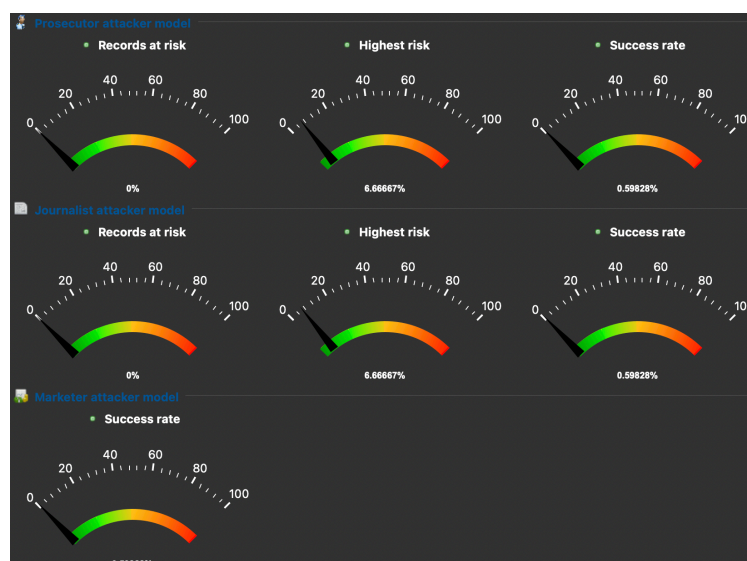 Prosecutor attacker model
Records at risk
Highest risk
Success rate
0 20 40 60 80 100
0 20 40 60 80 100
0 20 40 60 80 10
0%
6.66667%
0.59828%
Journalist attacker model
Records at risk
Highest risk
Success rate
0 20 40 60 80 100
0 20 40 60 80 100
0 20 40 60 80 10
0%
6.66667%
0.59828%
Marketer attacker model
Success rate
0 20 40 60 80 100